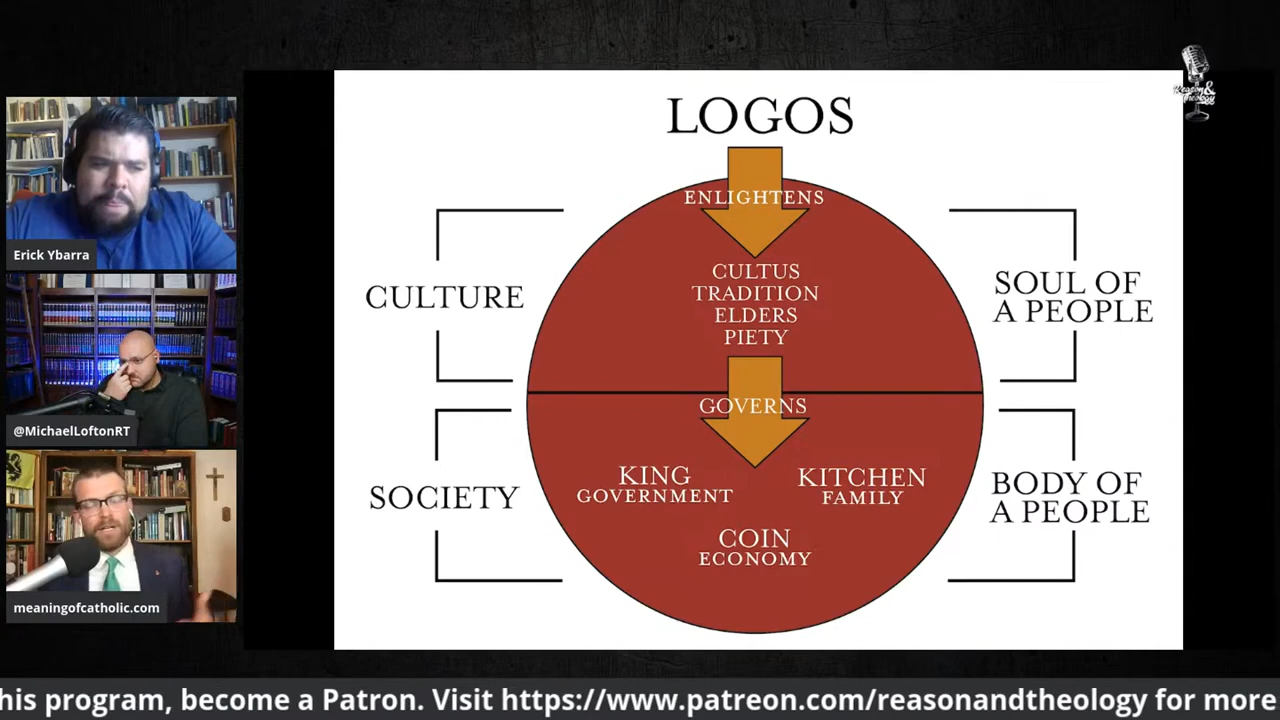 LOGOS
ENLIGHTENS
CULTUS
TRADITION
ELDERS
PIETY
CULTURE
SOUL OF
A PEOPLE
GOVERNS
KING
GOVERNMENT
KITCHEN
FAMILY
COIN
ECONOMY
SOCIETY
BODY OF
A PEOPLE
Reason&
Theology
Erick Ybarra
@MichaelLoftonRT
meaningofcatholic.com
his program, become a Patron. Visit https://www.patreon.com/reasonandtheology for more